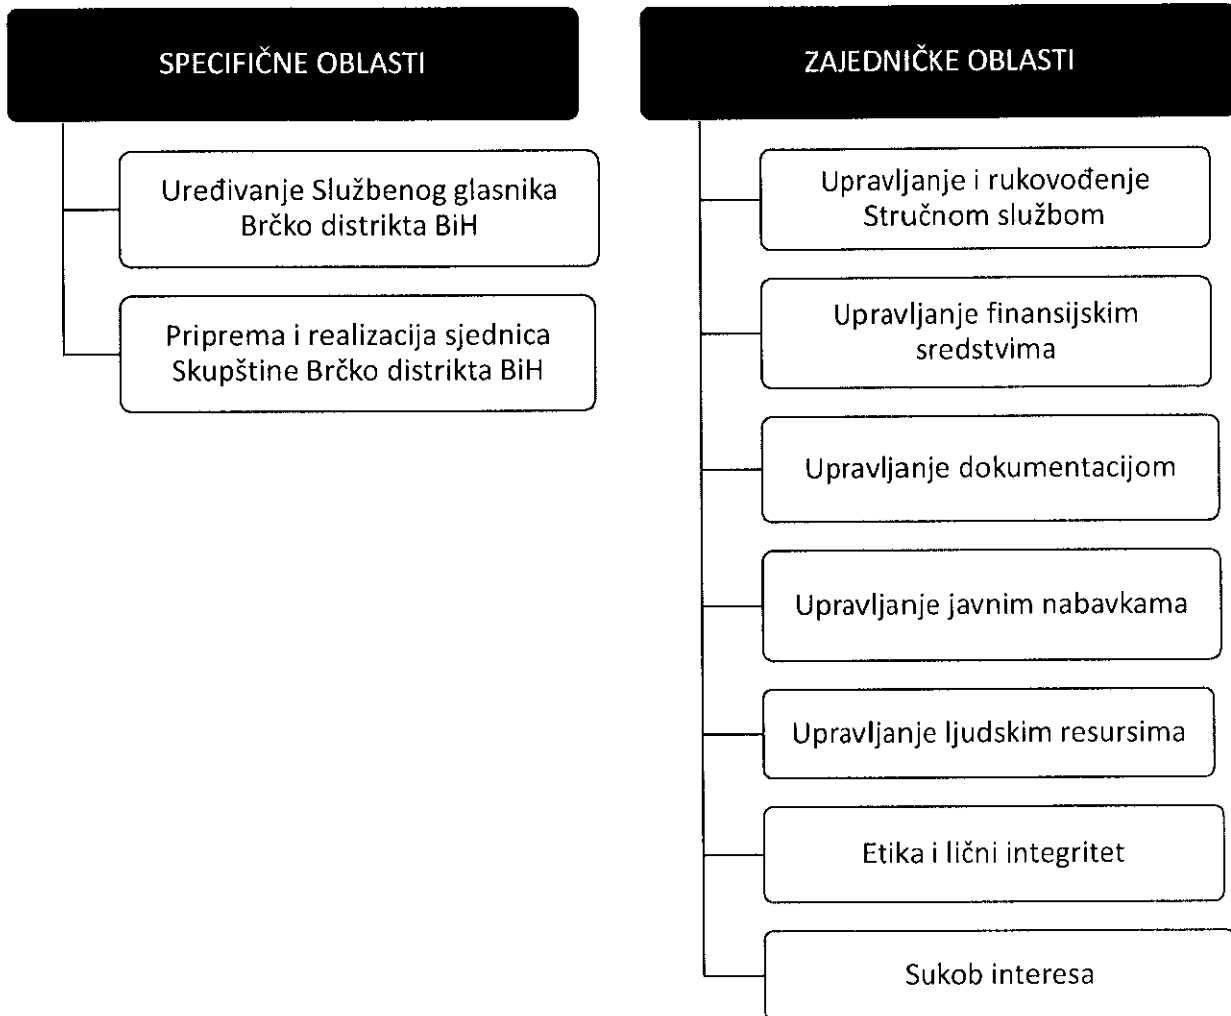 SPECIFIČNE OBLASTI
Uređivanje Službenog glasnika
Brčko distrikta BiH
Priprema i realizacija sjednica
Skupštine Brčko distrikta BiH
ZAJEDNIČKE OBLASTI
Upravljanje i rukovođenje
Stručnom službom
Upravljanje finansijskim
sredstvima
Upravljanje dokumentacijom
Upravljanje javnim nabavkama
Upravljanje ljudskim resursima
Etika i lični integritet
Sukob interesa